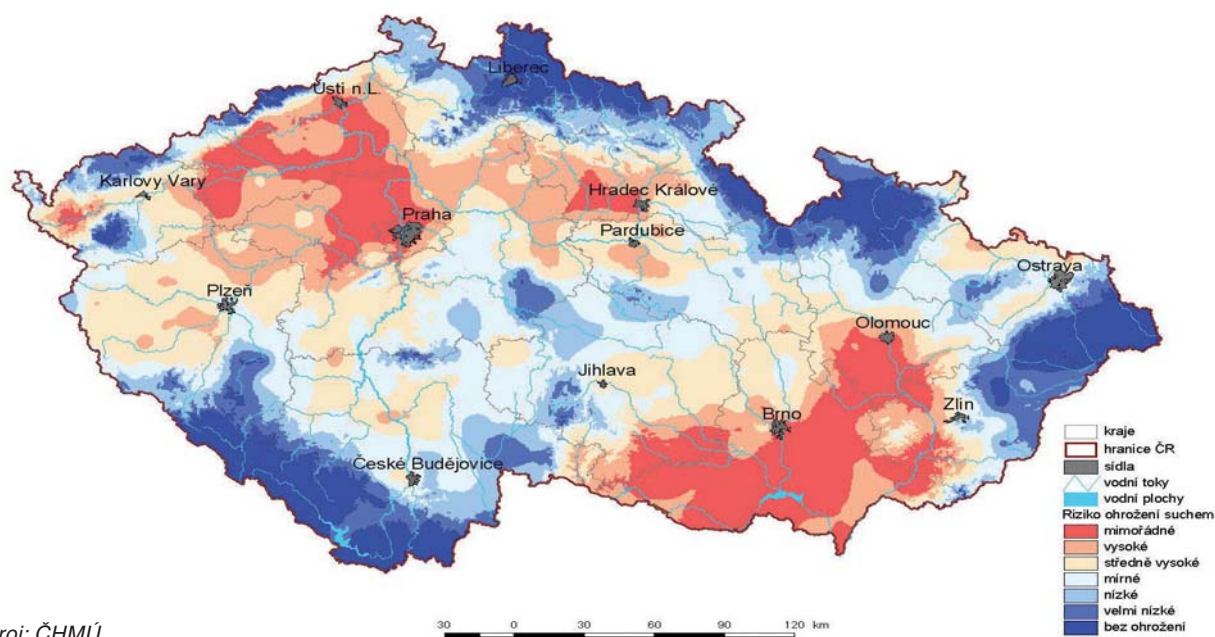 Liberec
Ústí n.L.
Karlovy Vary
Hradec Králové
Praha
Pardubice
Ostrava
Plzeň
Olomouc
Jihlava
Brno
Zlín
České Budějovice
kraje
hranice ČR
sídla
vodní toky
vodní plochy
Riziko ohrožení suchem
mimořádné
vysoké
středně vysoké
mírné
nízké
velmi nízké
bez ohrožení
roj: ČHMÚ
30 0 30 60 90 120 km